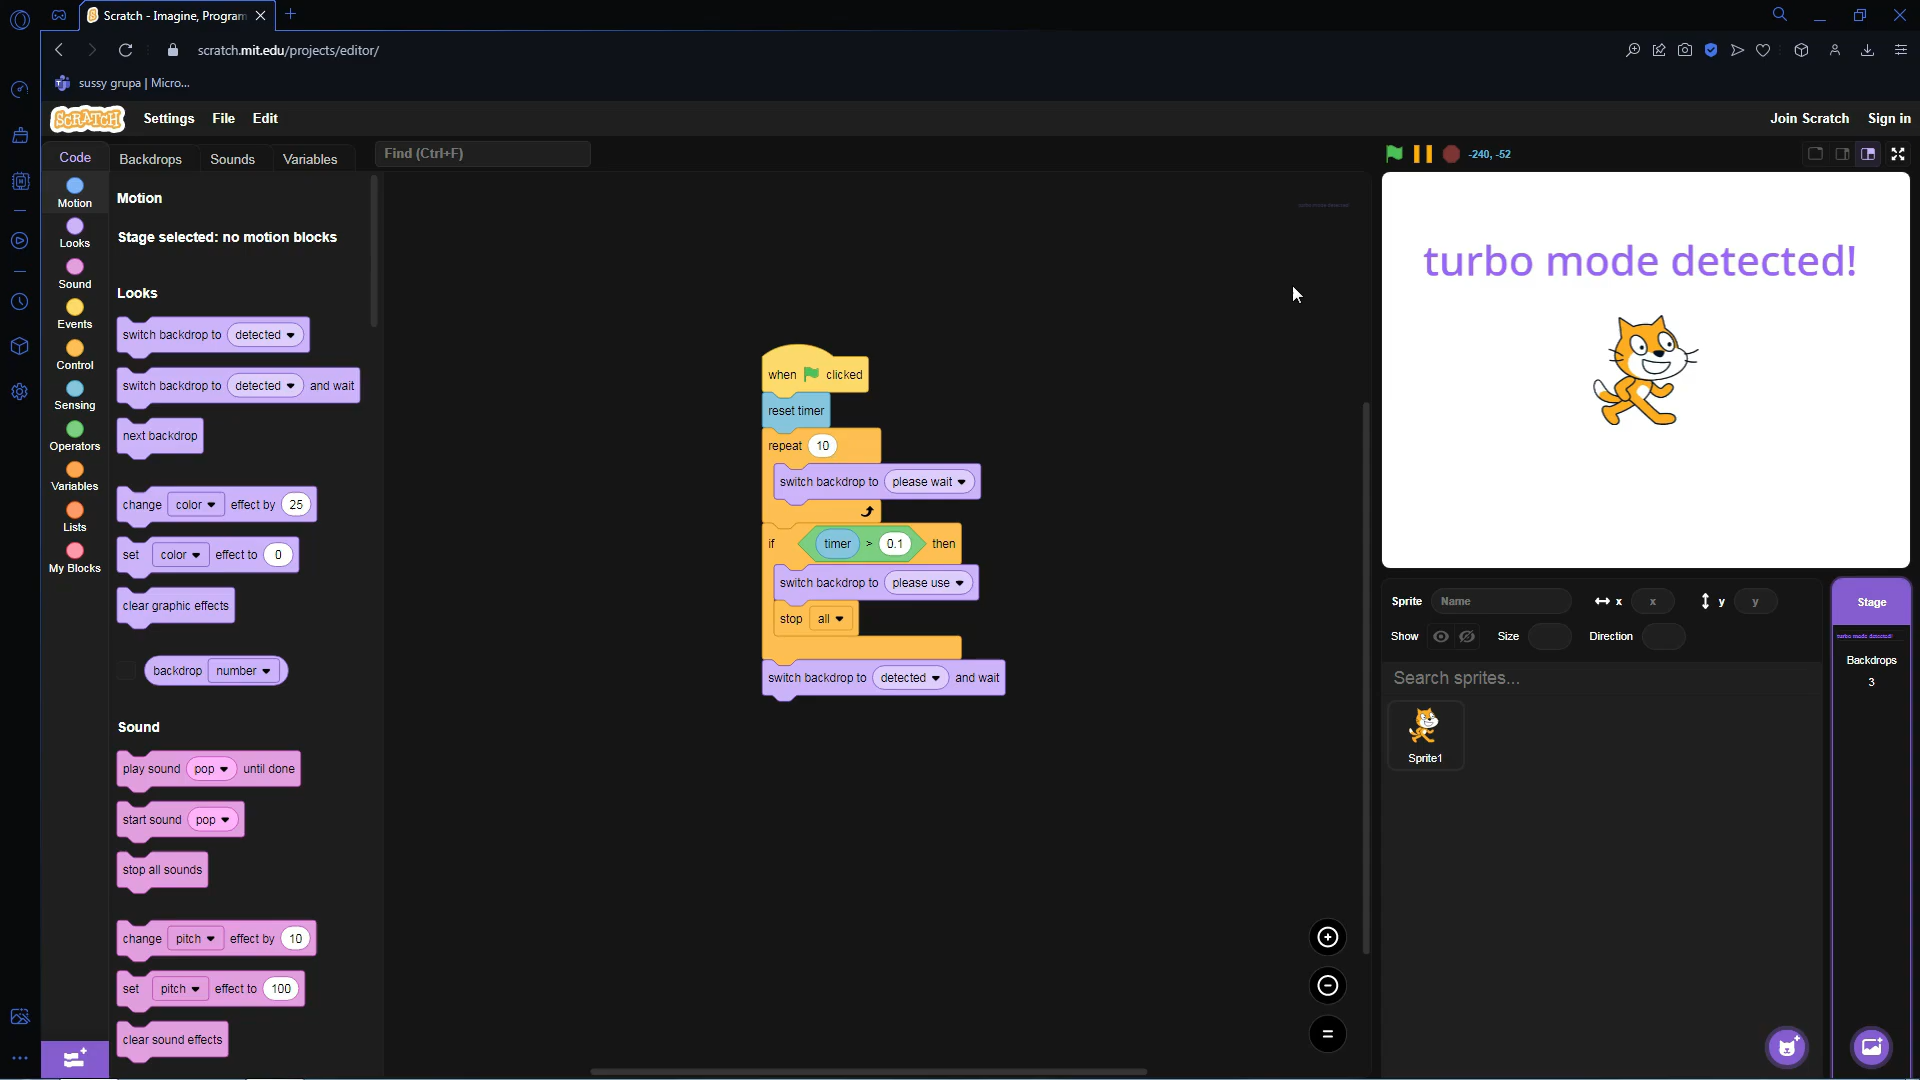 Scratch - Imagine, Program
scratch.mit.edu/projects/editor/
sussy grupa | Micro...
SCRATCH
Settings
File
Edit
Join Scratch
Sign in
Code
Backdrops
Sounds
Variables
Find (Ctrl+F)
-240, -52
Motion
Looks
Sound
Events
Control
Sensing
Operators
Variables
Lists
My Blocks
Motion
Stage selected: no motion blocks
Looks
switch backdrop to detected
switch backdrop to detected and wait
next backdrop
change color effect by 25
set color effect to 0
clear graphic effects
backdrop number
Sound
play sound pop until done
start sound pop
stop all sounds
change pitch effect by 10
set pitch effect to 100
clear sound effects
when clicked
reset timer
repeat 10
switch backdrop to please wait
if timer > 0.1 then
switch backdrop to please use
stop all
switch backdrop to detected and wait
turbo mode detected!
Sprite Name x x y y
Show Size Direction
Search sprites...
Sprite1
Stage
turbo mode detected!
Backdrops
3